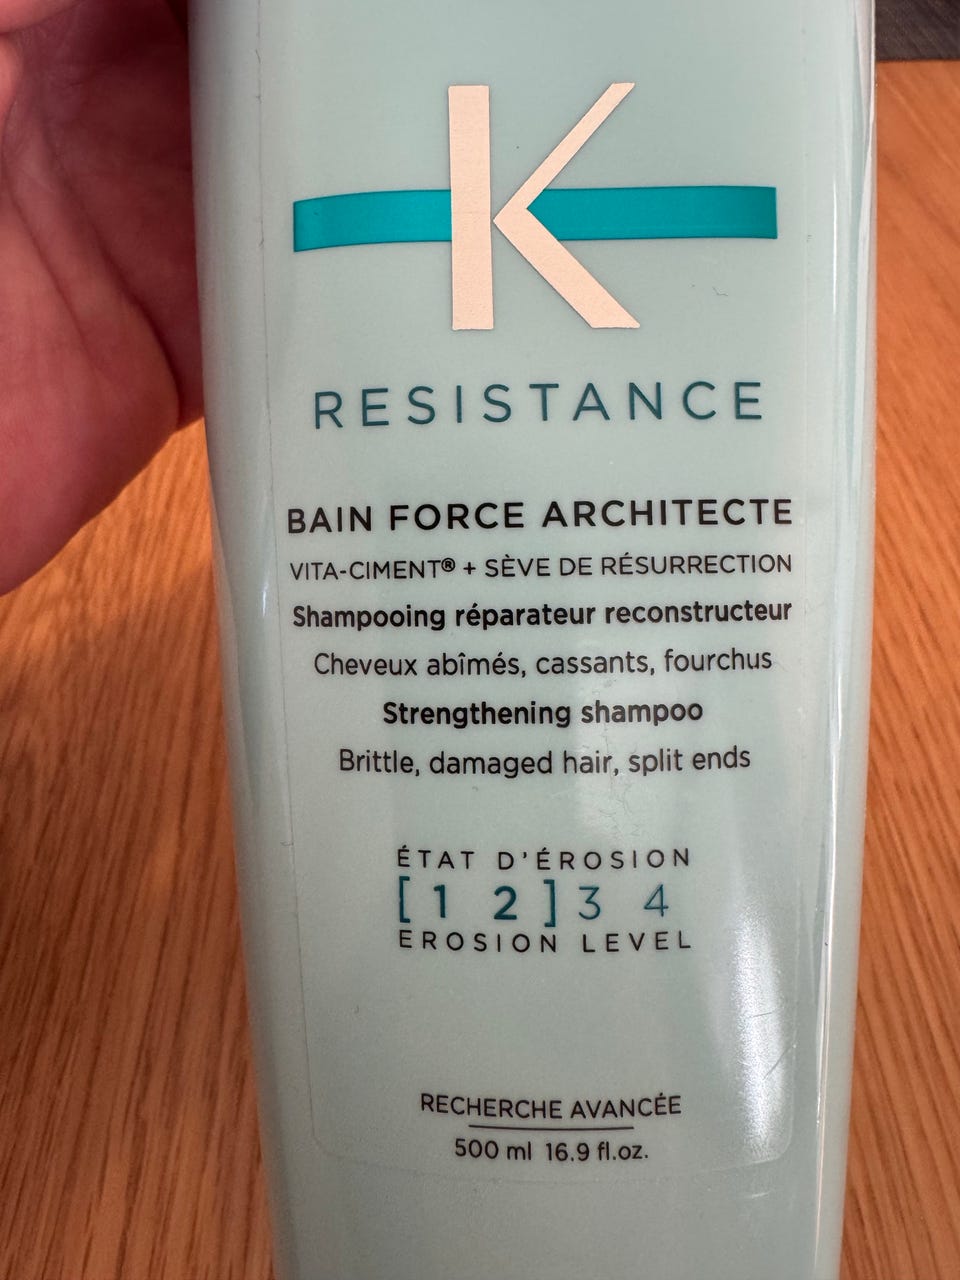 K
RESISTANCE
BAIN FORCE ARCHITECTE
VITA-CIMENT® + SÈVE DE RÉSURRECTION
Shampooing réparateur reconstructeur
Cheveux abîmés, cassants, fourchus
Strengthening shampoo
Brittle, damaged hair, split ends
ÉTAT D'ÉROSION
[1 2]3 4
EROSION LEVEL
RECHERCHE AVANCÉE
500 ml 16.9 fl.oz.